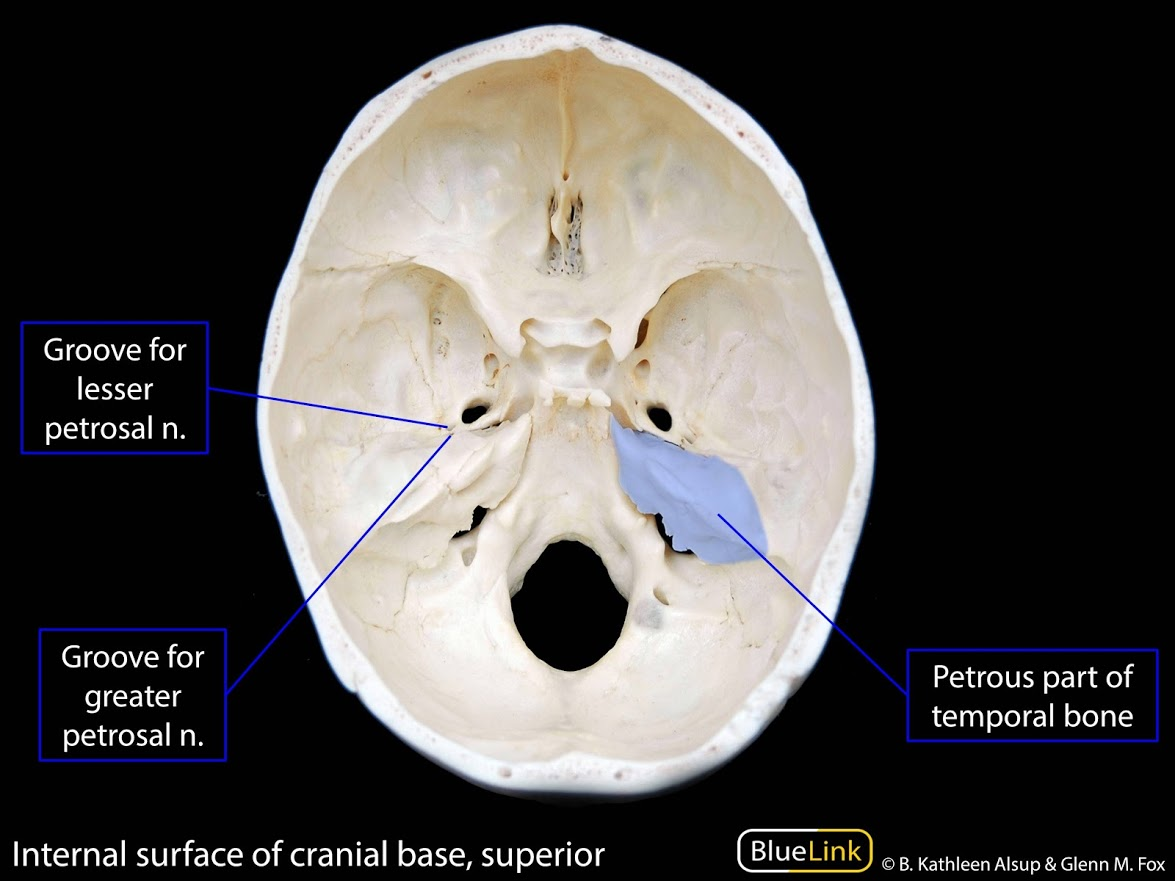 Groove for
lesser
petrosal n.
Groove for
greater
petrosal n.
Petrous part of
temporal bone
Internal surface of cranial base, superior
BlueLink
© B. Kathleen Alsup & Glenn M. Fox